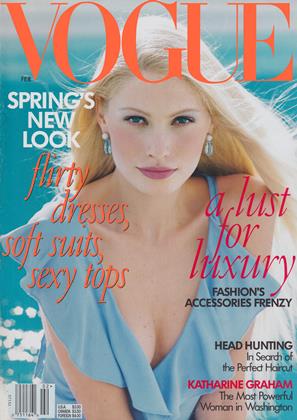 VOGUE
FEB
SPRING'S
NEW
LOOK
flirty
dresses,
soft suits,
sexy tops
a lust
for
luxury
FASHION'S
ACCESSORIES FRENZY
HEAD HUNTING
In Search of
the Perfect Haircut
KATHARINE GRAHAM
The Most Powerful
Woman in Washington
02